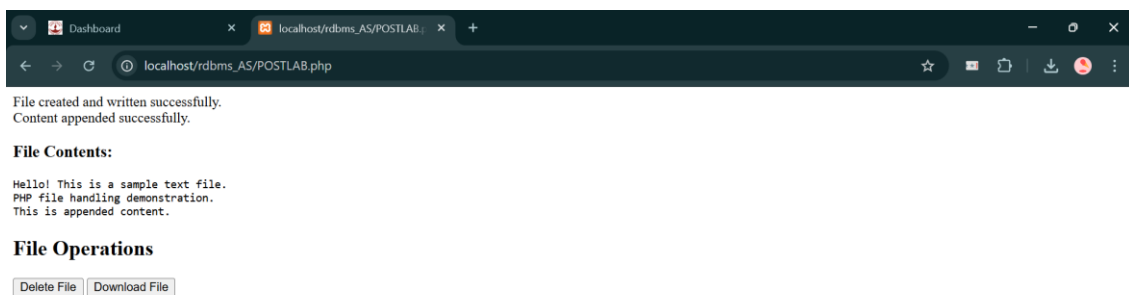 Dashboard
localhost/rdbms_AS/POSTLAB.p
localhost/rdbms_AS/POSTLAB.php
File created and written successfully.
Content appended successfully.
File Contents:
Hello! This is a sample text file.
PHP file handling demonstration.
This is appended content.
File Operations
Delete File
Download File